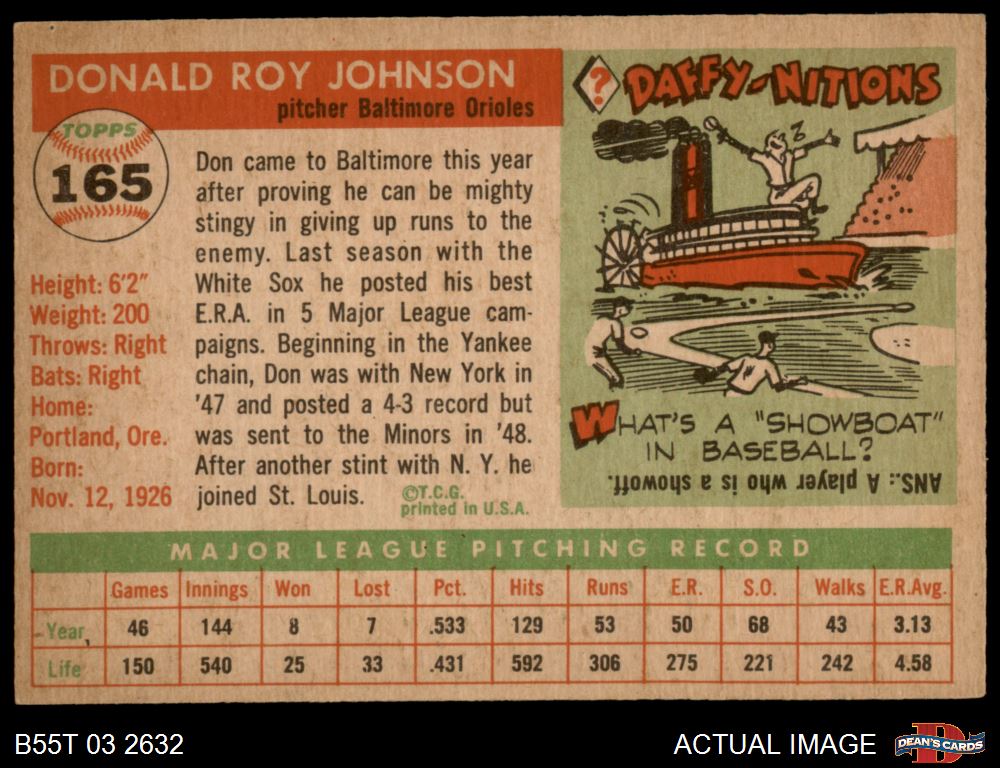 DONALD ROY JOHNSON
pitcher Baltimore Orioles
TOPPS
165
Height: 6'2"
Weight: 200
Throws: Right
Bats: Right
Home:
Portland, Ore.
Born:
Nov. 12, 1926
Don came to Baltimore this year
after proving he can be mighty
stingy in giving up runs to the
enemy. Last season with the
White Sox he posted his best
E.R.A. in 5 Major League cam-
paigns. Beginning in the Yankee
chain, Don was with New York in
'47 and posted a 4-3 record but
was sent to the Minors in '48.
After another stint with N. Y. he
joined St. Louis.
©T.C.G.
printed in U.S.A.
?
DAFFY-NITIONS
WHAT'S A "SHOWBOAT"
IN BASEBALL?
ANS.: A player who is a showoff.
MAJOR LEAGUE PITCHING RECORD
Games Innings Won Lost Pct. Hits Runs E.R. S.O. Walks E.R.Avg.
Year 46 144 8 7 .533 129 53 50 68 43 3.13
Life 150 540 25 33 .431 592 306 275 221 242 4.58
B55T 03 2632
ACTUAL IMAGE
D
DEAN'S CARDS